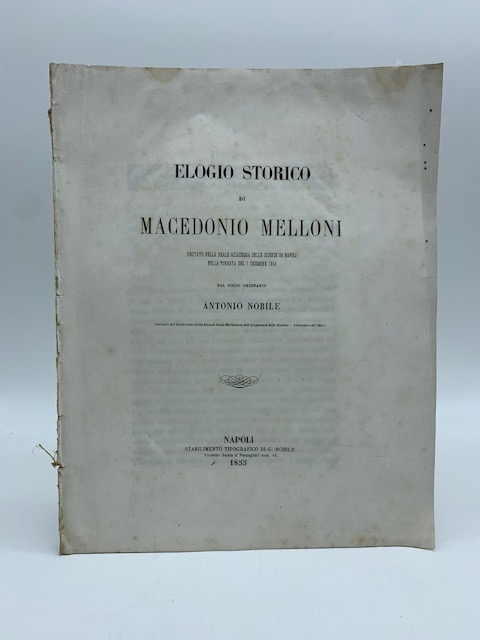 ELOGIO STORICO
DI
MACEDONIO MELLONI
RECITATO NELLA REALE ACCADEMIA DELLE SCIENZE DI NAPOLI
NELLA TORNATA DEL 1 DICEMBRE 1854
DAL SOCIO ORDINARIO
ANTONIO NOBILE
NAPOLI
STABILIMENTO TIPOGRAFICO DI G. NOBILE
1855